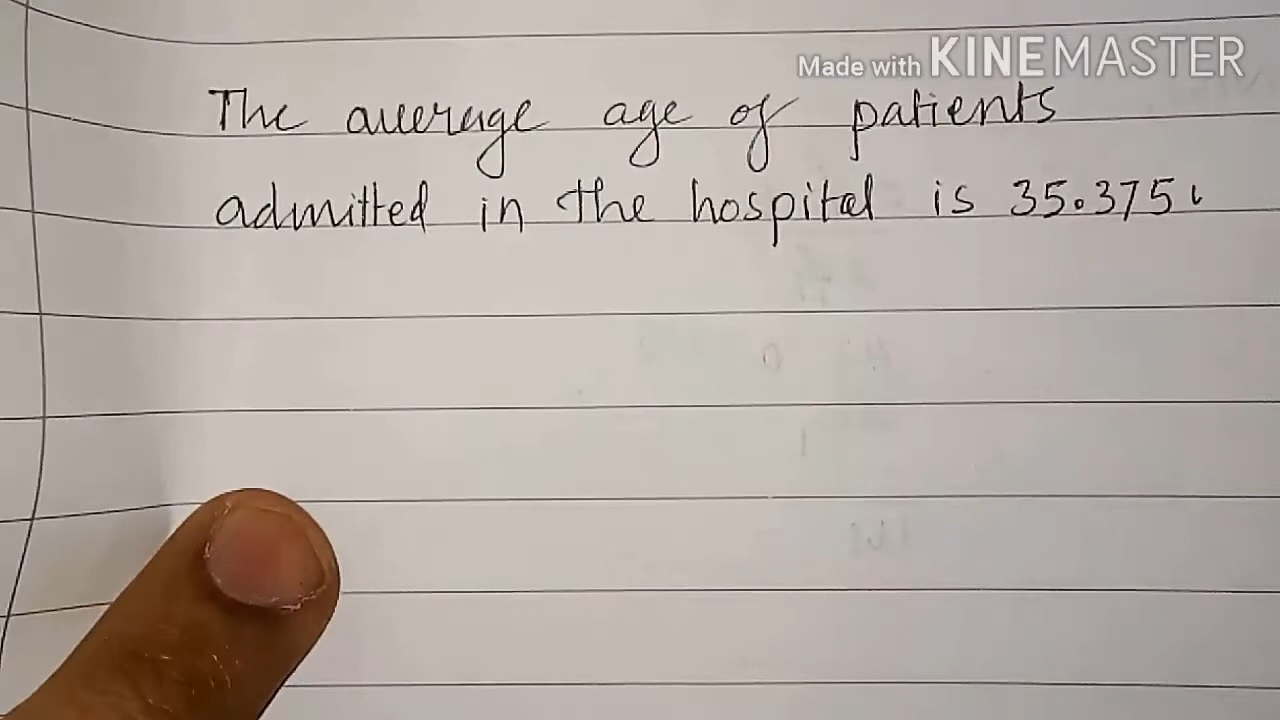 Made with KINEMASTER
The average age of patients
admitted in the hospital is 35.375.